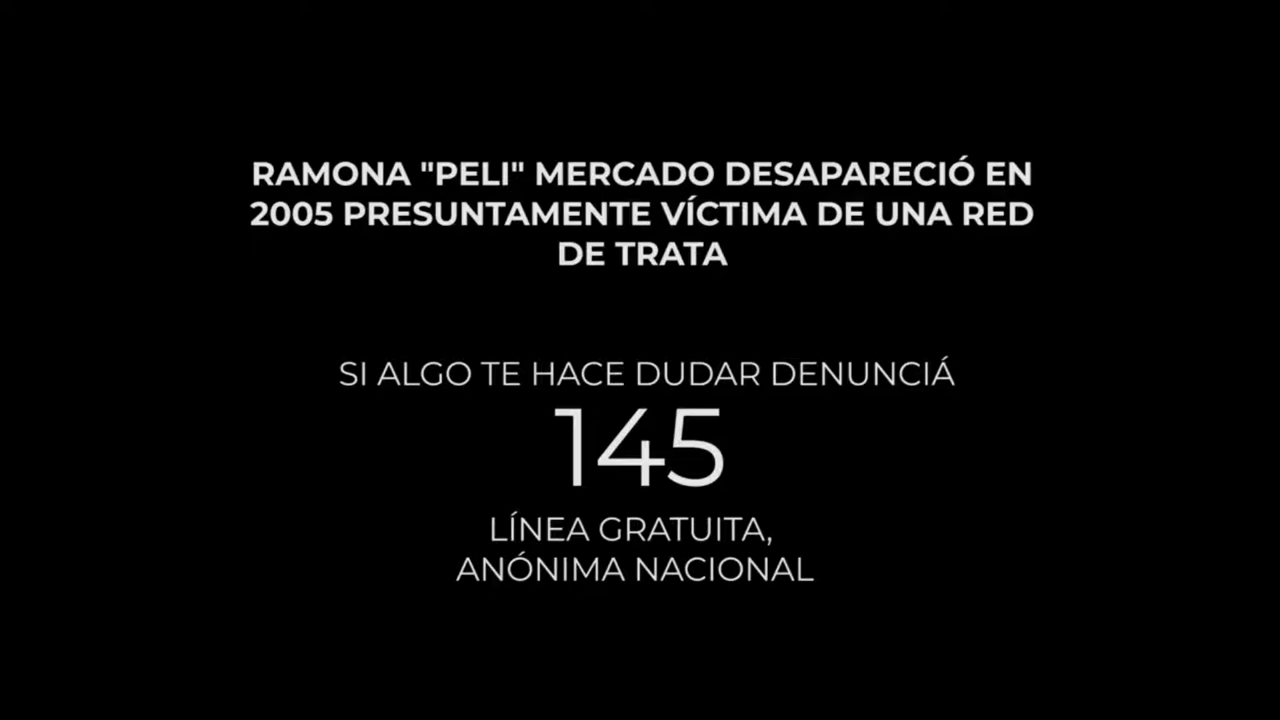 RAMONA "PELI" MERCADO DESAPARECIÓ EN
2005 PRESUNTAMENTE VÍCTIMA DE UNA RED
DE TRATA
SI ALGO TE HACE DUDAR DENUNCIÁ
145
LÍNEA GRATUITA,
ANÓNIMA NACIONAL